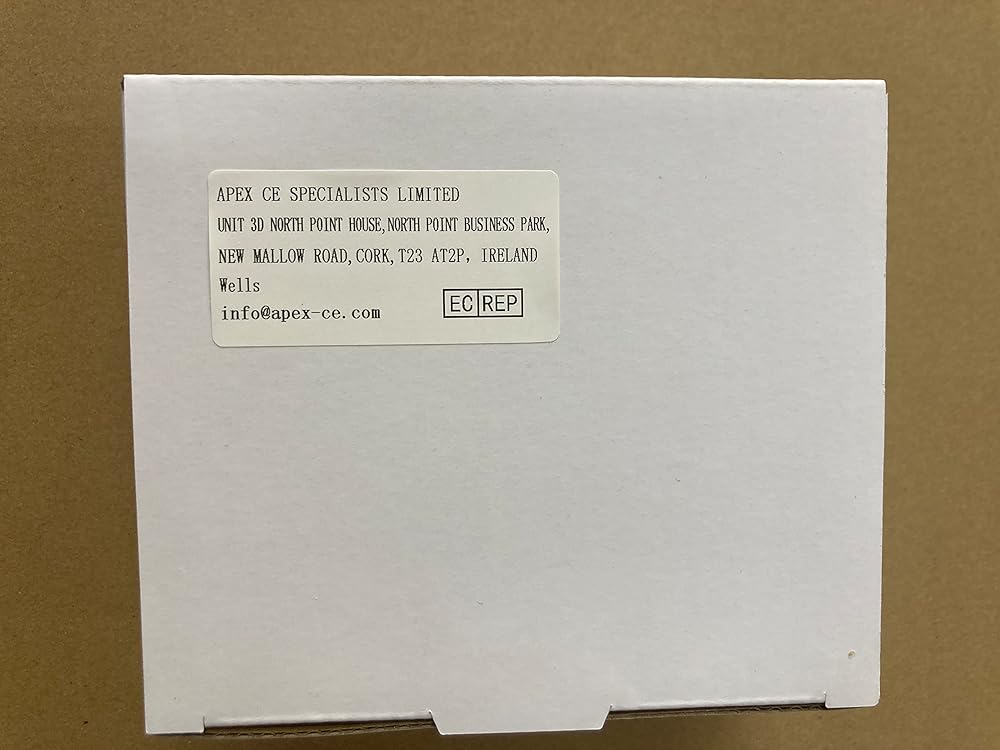 APEX CE SPECIALISTS LIMITED
UNIT 3D NORTH POINT HOUSE,NORTH POINT BUSINESS PARK,
NEW MALLOW ROAD,CORK,T23 AT2P, IRELAND
Wells
info@apex-ce.com
EC REP